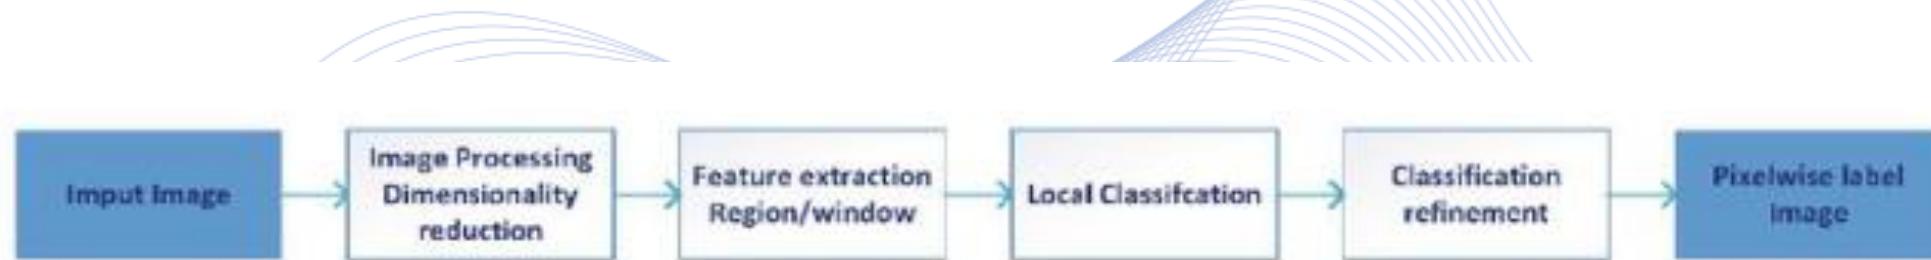 Imput Image
Image Processing
Dimensionality
reduction
Feature extraction
Region/window
Local Classifcation
Classification
refinement
Pixelwise label
Image